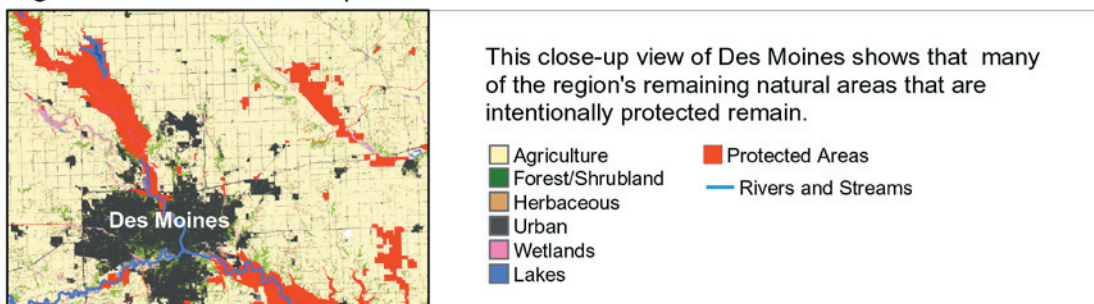 This close-up view of Des Moines shows that many
of the region's remaining natural areas that are
intentionally protected remain.
Agriculture
Forest/Shrubland
Herbaceous
Urban
Wetlands
Lakes
Protected Areas
Rivers and Streams
Des Moines